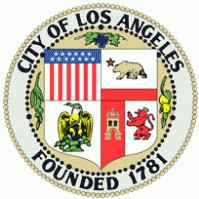 CITY OF LOS ANGELES
FOUNDED 1781